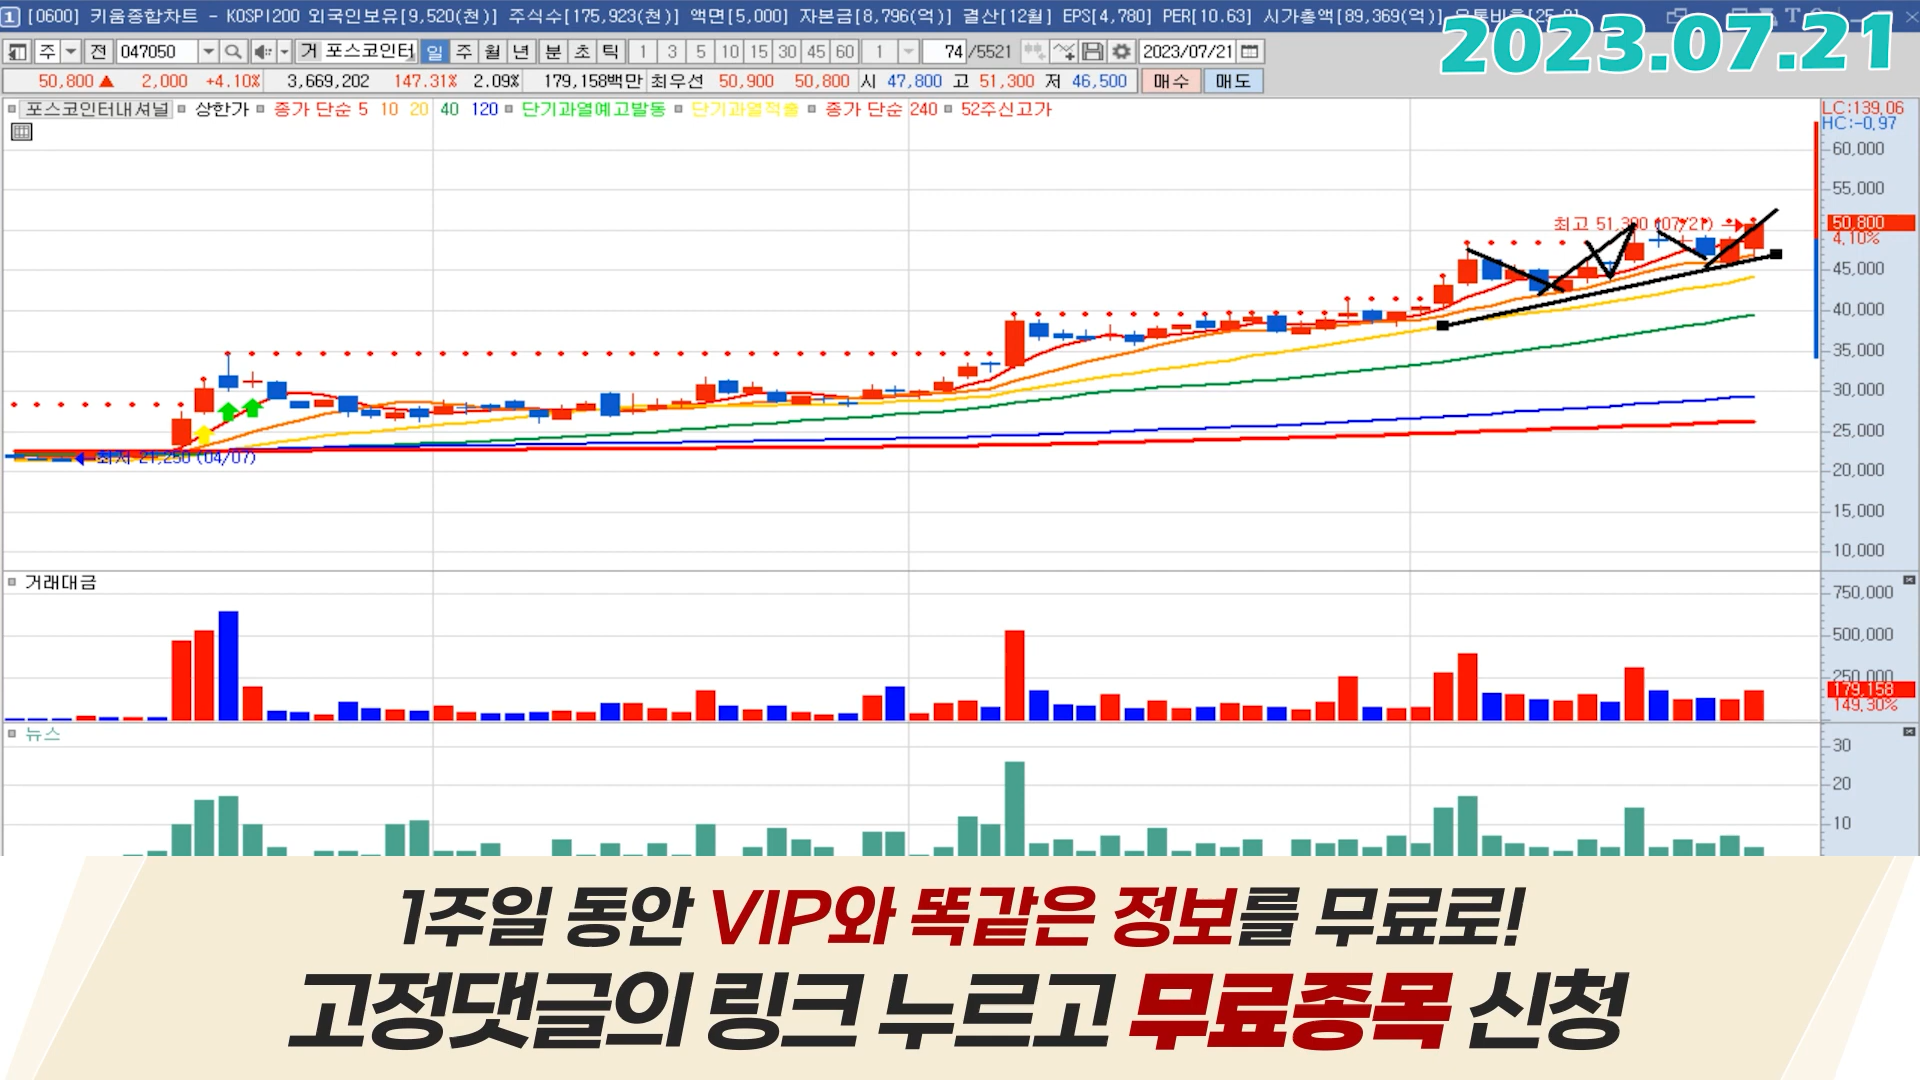 [0600] 키움종합차트 - KOSPI200 외국인보유[9,520(천)] 주식수[175,923(천)] 액면[5,000] 자본금[8,796(억)] 결산[12월] EPS[4,780] PER[10.63] 시가총액[89,369(억)]
2023.07.21
주 전 047050 거 포스코인터 일 주 월 년 분 초 틱 1 3 5 10 15 30 45 60 1 74 /5521 2023/07/21
50,800 ▲ 2,000 +4.10% 3,669,202 147.31% 2.09% 179,158백만 최우선 50,900 50,800 시 47,800 고 51,300 저 46,500 매수 매도
포스코인터내셔널 상한가 종가 단순 5 10 20 40 120 단기과열예고발동 단기과열적출 종가 단순 240 52주신고가
LC:139,06
HC:-0,97
60,000
55,000
최고 51,300 (07/21)
50,800
4,10%
45,000
40,000
35,000
30,000
25,000
최저 21,250 (04/07)
20,000
15,000
10,000
거래대금
750,000
500,000
250,000
179,158
149,30%
뉴스
30
20
10
1주일 동안 VIP와 똑같은 정보를 무료로!
고정댓글의 링크 누르고 무료종목 신청